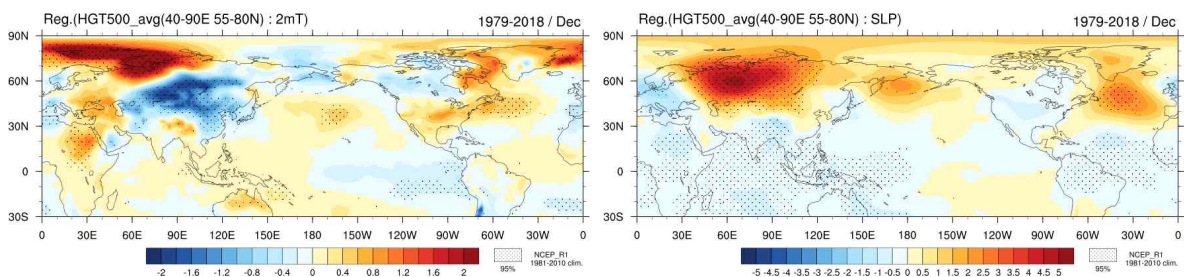 Reg.(HGT500_avg(40-90E 55-80N) : 2mT)
1979-2018 / Dec
90N
60N
30N
0
30S
0 30E 60E 90E 120E 150E 180 150W 120W 90W 60W 30W 0
-2 -1.6 -1.2 -0.8 -0.4 0 0.4 0.8 1.2 1.6 2
95%
NCEP_R1
1981-2010 clim.
Reg.(HGT500_avg(40-90E 55-80N) : SLP)
1979-2018 / Dec
90N
60N
30N
0
30S
0 30E 60E 90E 120E 150E 180 150W 120W 90W 60W 30W 0
-5 -4.5 -4 -3.5 -3 -2.5 -2 -1.5 -1 -0.5 0 0.5 1 1.5 2 2.5 3 3.5 4 4.5 5
95%
NCEP_R1
1981-2010 clim.